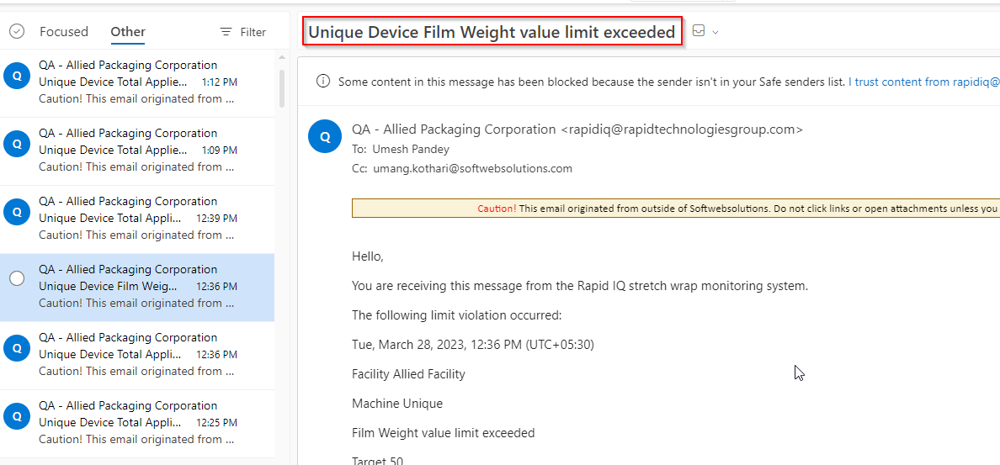 Focused Other Filter
QA - Allied Packaging Corporation
Unique Device Total Applie... 1:12 PM
Caution! This email originated from ...
Q
QA - Allied Packaging Corporation
Unique Device Total Applie... 1:09 PM
Caution! This email originated from ...
Q
QA - Allied Packaging Corporation
Unique Device Total Appli... 12:39 PM
Caution! This email originated from ...
Q
QA - Allied Packaging Corporation
Unique Device Film Weig... 12:36 PM
Caution! This email originated from ...
QA - Allied Packaging Corporation
Unique Device Total Appli... 12:36 PM
Caution! This email originated from ...
Q
QA - Allied Packaging Corporation
Unique Device Total Appli... 12:25 PM
Caution! This email originated from ...
Q
Unique Device Film Weight value limit exceeded
Some content in this message has been blocked because the sender isn't in your Safe senders list. I trust content from rapidiq@
Q
QA - Allied Packaging Corporation <rapidiq@rapidtechnologiesgroup.com>
To: Umesh Pandey
Cc: umang.kothari@softwebsolutions.com
Caution! This email originated from outside of Softwebsolutions. Do not click links or open attachments unless you
Hello,
You are receiving this message from the Rapid IQ stretch wrap monitoring system.
The following limit violation occurred:
Tue, March 28, 2023, 12:36 PM (UTC+05:30)
Facility Allied Facility
Machine Unique
Film Weight value limit exceeded
Target 50